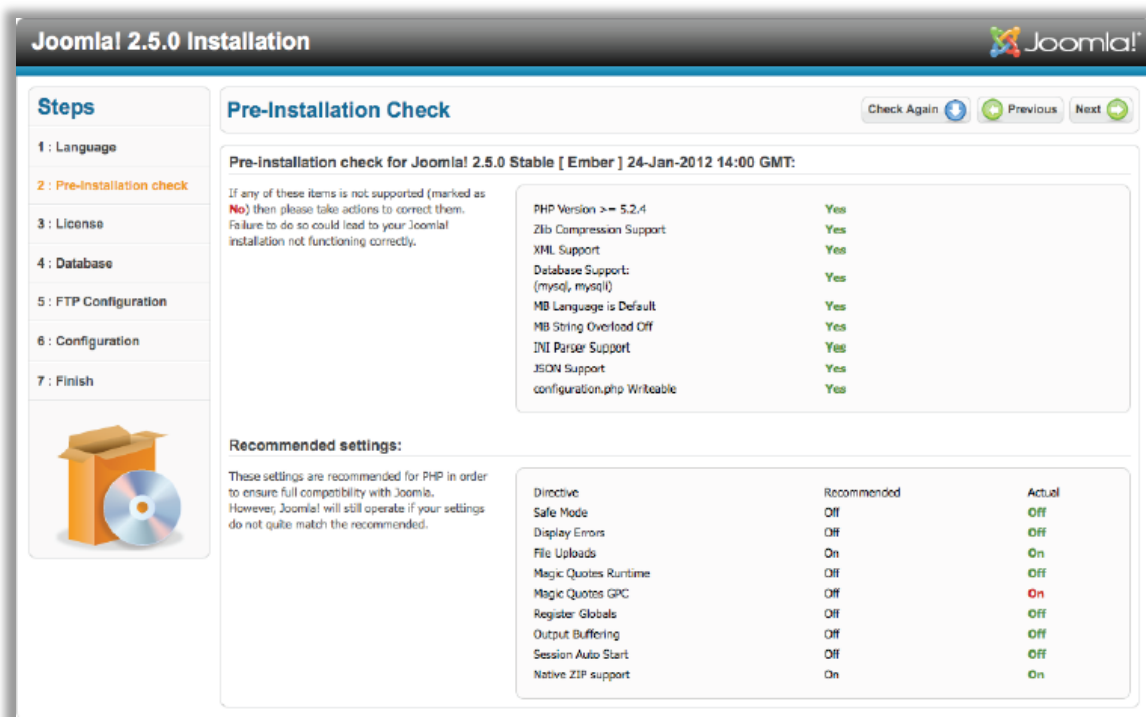 Joomla! 2.5.0 Installation
Joomla!
Steps
1 : Language
2 : Pre-Installation check
3 : License
4 : Database
5 : FTP Configuration
6 : Configuration
7 : Finish
Pre-Installation Check
Check Again
Previous
Next
Pre-installation check for Joomla! 2.5.0 Stable [ Ember ] 24-Jan-2012 14:00 GMT:
If any of these items is not supported (marked as
No) then please take actions to correct them.
Failure to do so could lead to your Joomla!
installation not functioning correctly.
PHP Version >= 5.2.4 Yes
Zlib Compression Support Yes
XML Support Yes
Database Support:
(mysql, mysqli) Yes
MB Language is Default Yes
MB String Overload Off Yes
INI Parser Support Yes
JSON Support Yes
configuration.php Writeable Yes
Recommended settings:
These settings are recommended for PHP in order
to ensure full compatibility with Joomla.
However, Joomla! will still operate if your settings
do not quite match the recommended.
Directive Recommended Actual
Safe Mode Off Off
Display Errors Off Off
File Uploads On On
Magic Quotes Runtime Off Off
Magic Quotes GPC Off On
Register Globals Off Off
Output Buffering Off Off
Session Auto Start Off Off
Native ZIP support On On